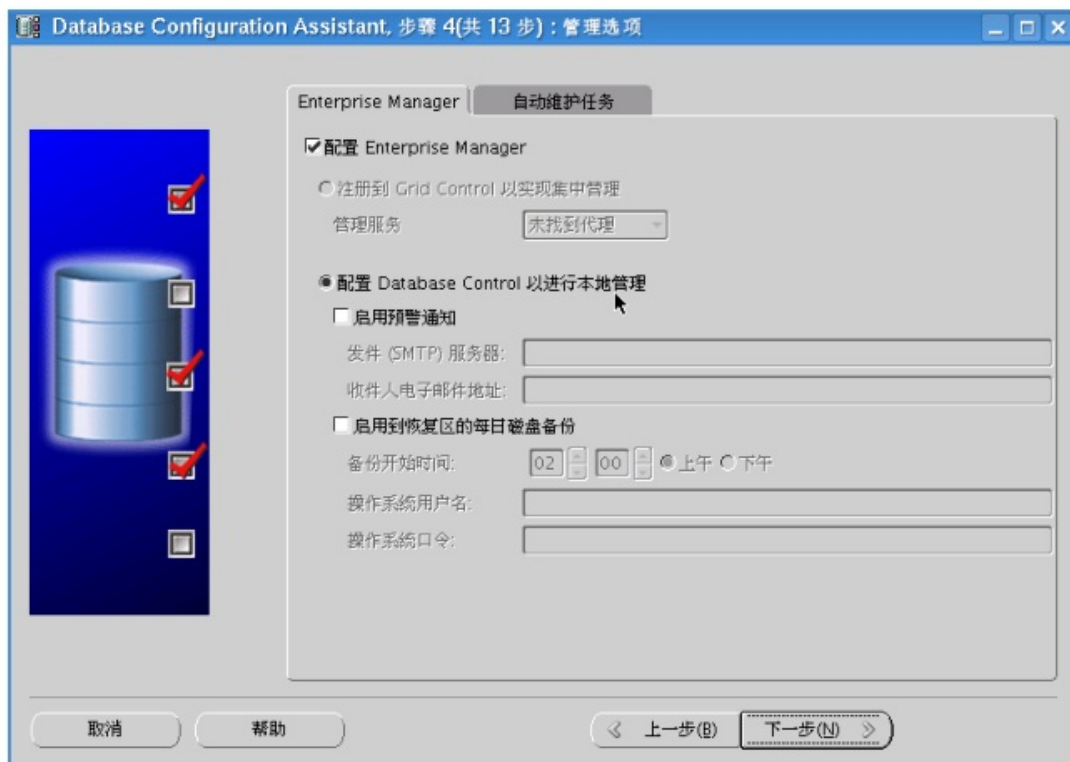 Database Configuration Assistant, 步骤 4(共 13 步) : 管理选项
Enterprise Manager
自动维护任务
配置 Enterprise Manager
注册到 Grid Control 以实现集中管理
管理服务
未找到代理
配置 Database Control 以进行本地管理
启用预警通知
发件 (SMTP) 服务器:
收件人电子邮件地址:
启用到恢复区的每日磁盘备份
备份开始时间: 02 00 上午 下午
操作系统用户名:
操作系统口令:
取消
帮助
上一步(B)
下一步(N)